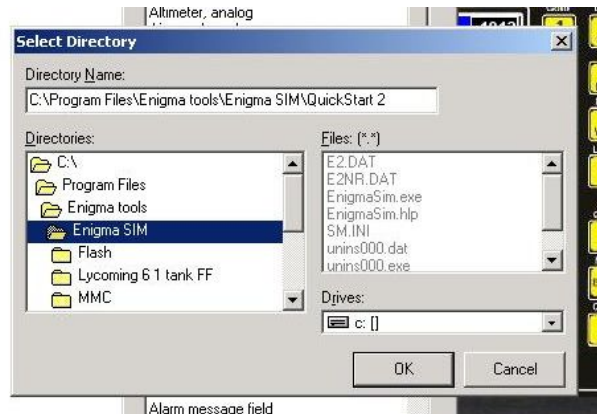 Altimeter, analog
Select Directory
Directory Name:
C:\Program Files\Enigma tools\Enigma SIM\QuickStart 2
Directories:
C:\
Program Files
Enigma tools
Enigma SIM
Flash
Lycoming 6 1 tank FF
MMC
Files: (*.*)
E2.DAT
E2NR.DAT
EnigmaSim.exe
EnigmaSim.hlp
SM.INI
unins000.dat
unins000.exe
Drives:
c: []
OK
Cancel
Alarm message field